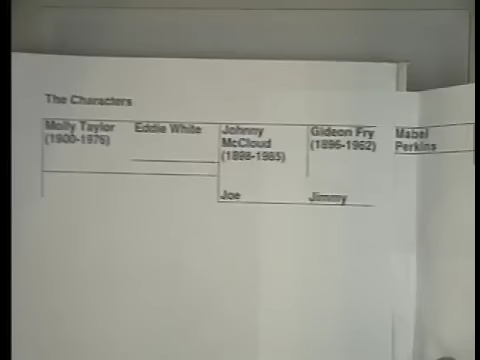 The Characters
Molly Taylor
(1900-1976)
Eddie White
Johnny
McCloud
(1898-1985)
Gideon Fry
(1896-1962)
Mabel
Perkins
Joe
Jimmy